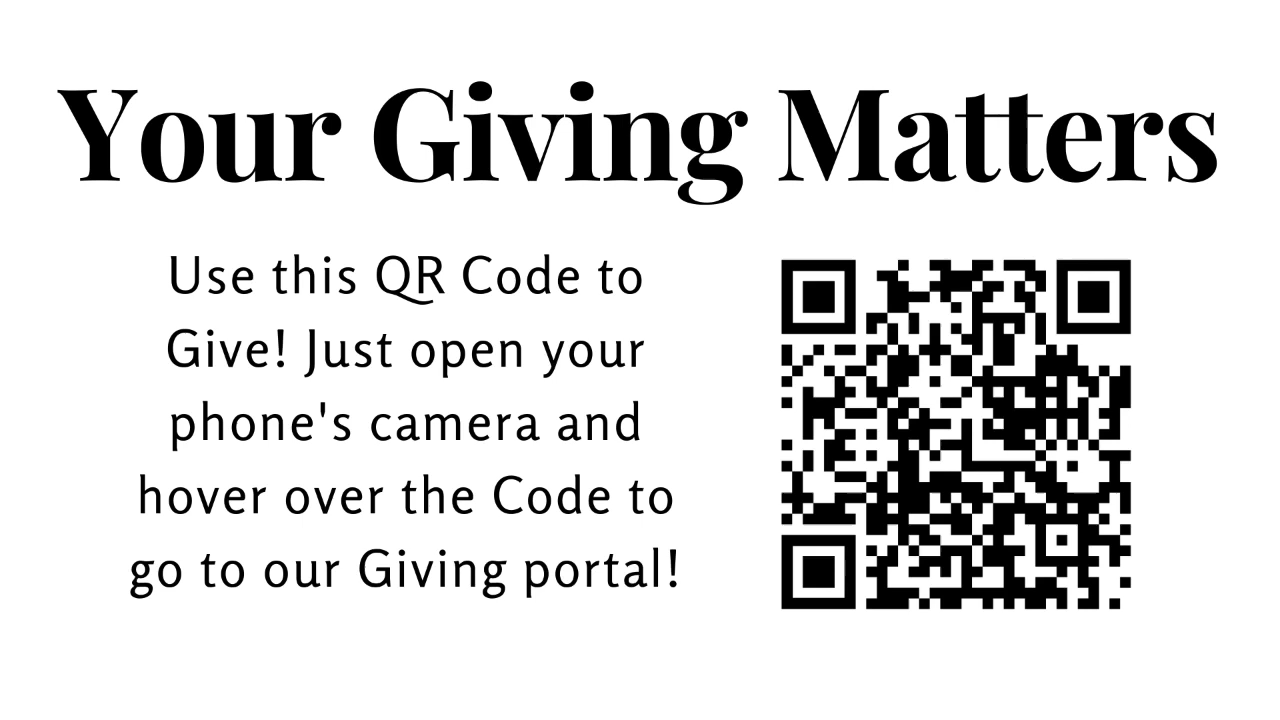 Your Giving Matters
Use this QR Code to
Give! Just open your
phone's camera and
hover over the Code to
go to our Giving portal!